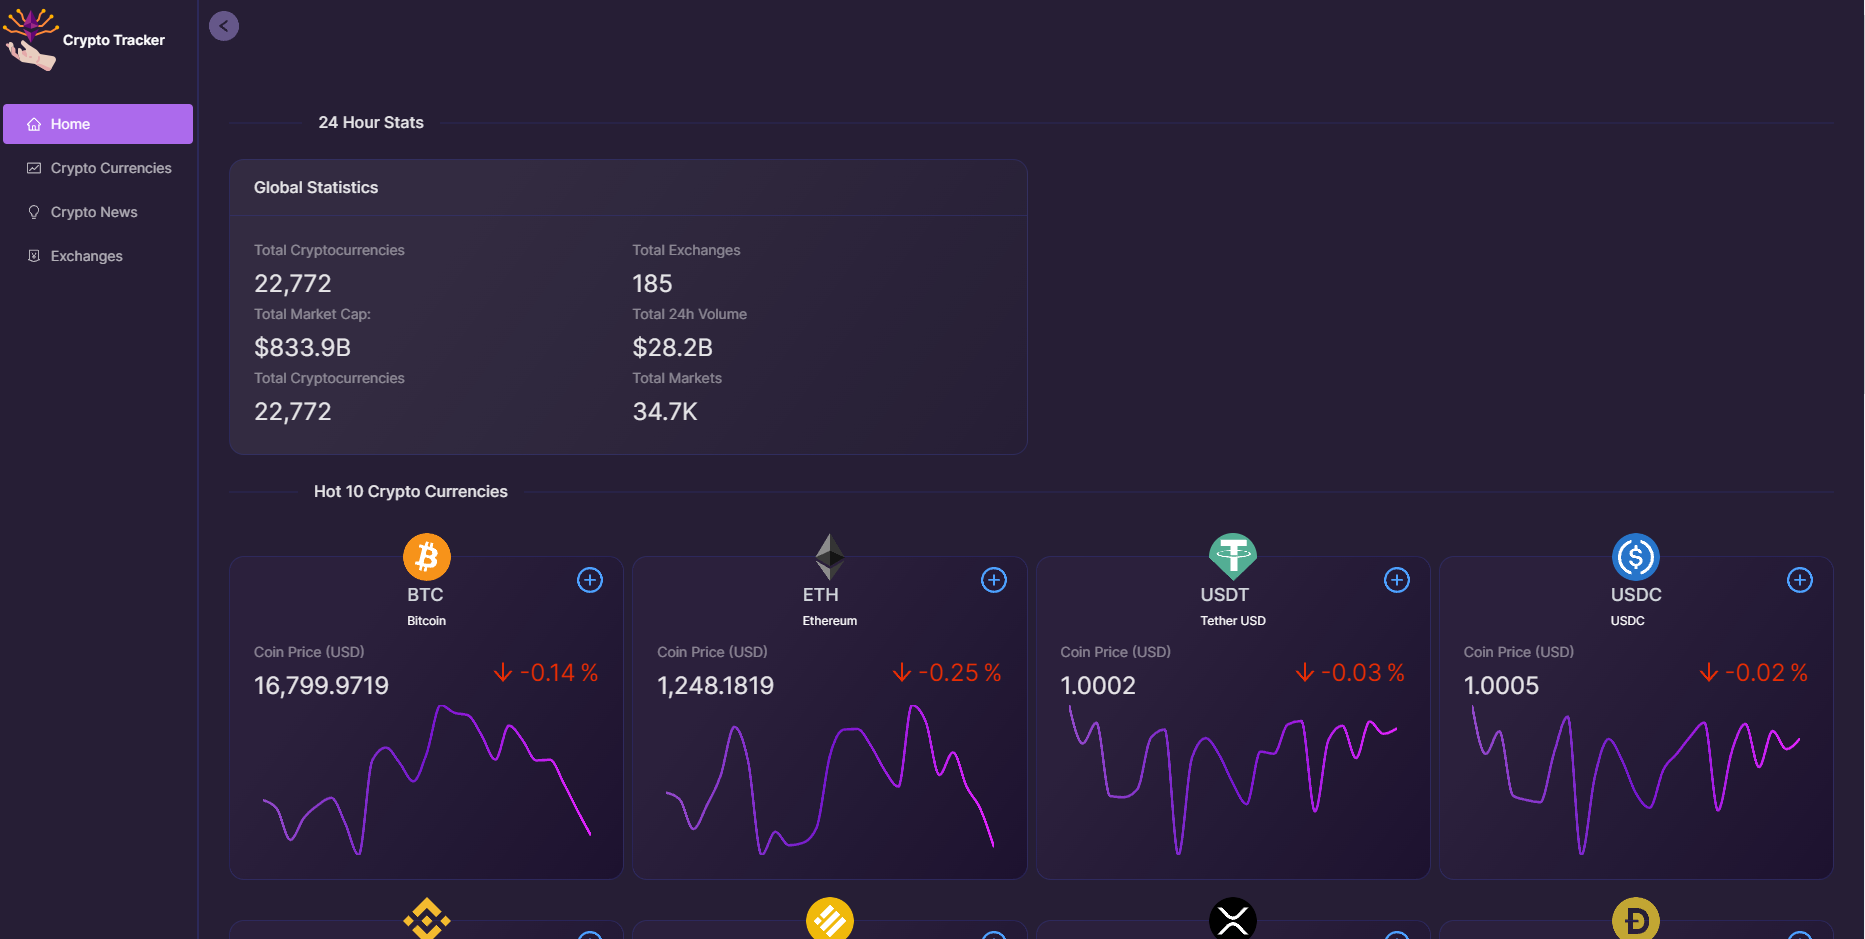 Crypto Tracker
Home
Crypto Currencies
Crypto News
Exchanges
24 Hour Stats
Global Statistics
Total Cryptocurrencies
22,772
Total Exchanges
185
Total Market Cap:
$833.9B
Total 24h Volume
$28.2B
Total Cryptocurrencies
22,772
Total Markets
34.7K
Hot 10 Crypto Currencies
BTC
Bitcoin
Coin Price (USD)
16,799.9719
-0.14 %
ETH
Ethereum
Coin Price (USD)
1,248.1819
-0.25 %
USDT
Tether USD
Coin Price (USD)
1.0002
-0.03 %
USDC
USDC
Coin Price (USD)
1.0005
-0.02 %